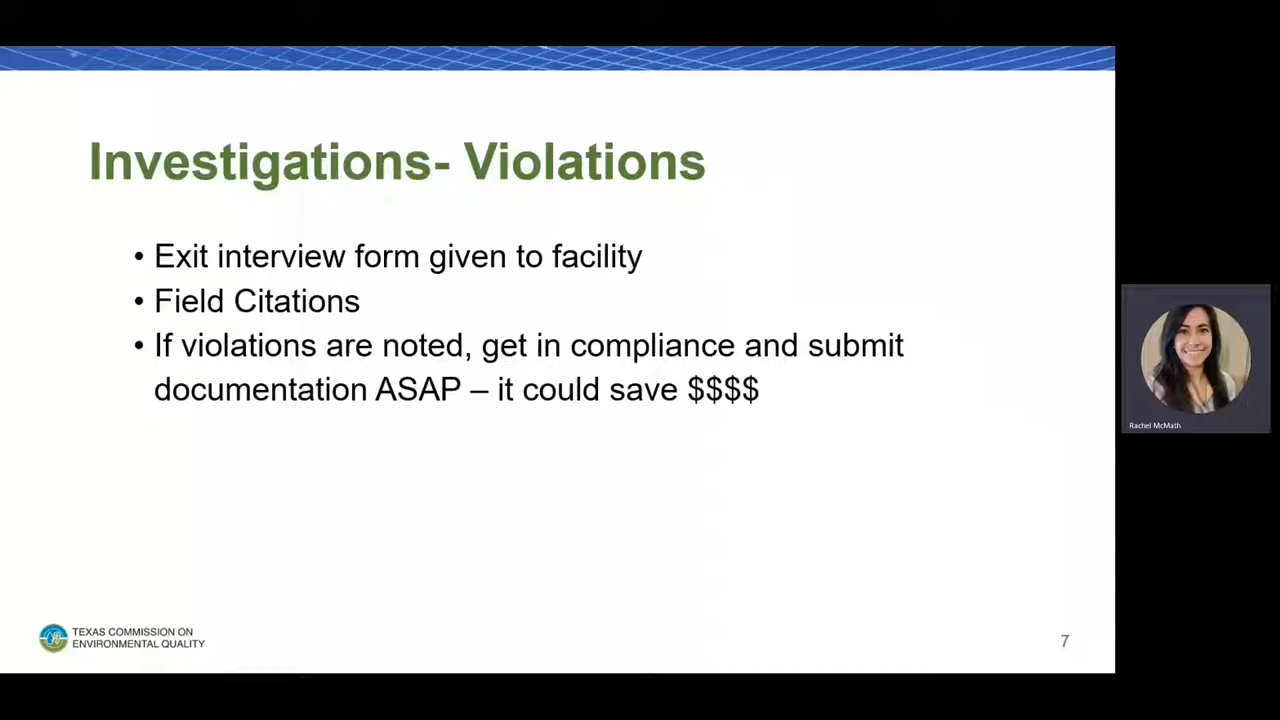 Investigations- Violations
• Exit interview form given to facility
• Field Citations
• If violations are noted, get in compliance and submit
documentation ASAP – it could save $$$$
Rachel McMath
TEXAS COMMISSION ON
ENVIRONMENTAL QUALITY
7